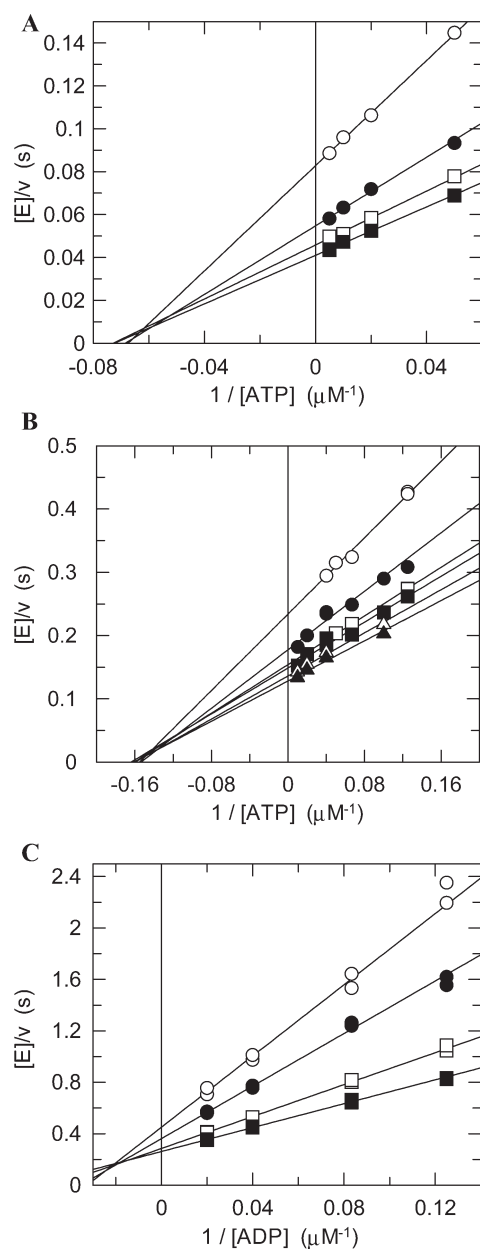 A
0.14
0.12
0.1
0.08
0.06
0.04
0.02
0
[E]/v (s)
-0.08 -0.04 0 0.04
1 / [ATP] (μM-1)
B
0.5
0.4
0.3
0.2
0.1
0
[E]/v (s)
-0.16 -0.08 0 0.08 0.16
1 / [ATP] (μM-1)
C
2.4
2
1.6
1.2
0.8
0.4
0
[E]/v (s)
0 0.04 0.08 0.12
1 / [ADP] (μM-1)